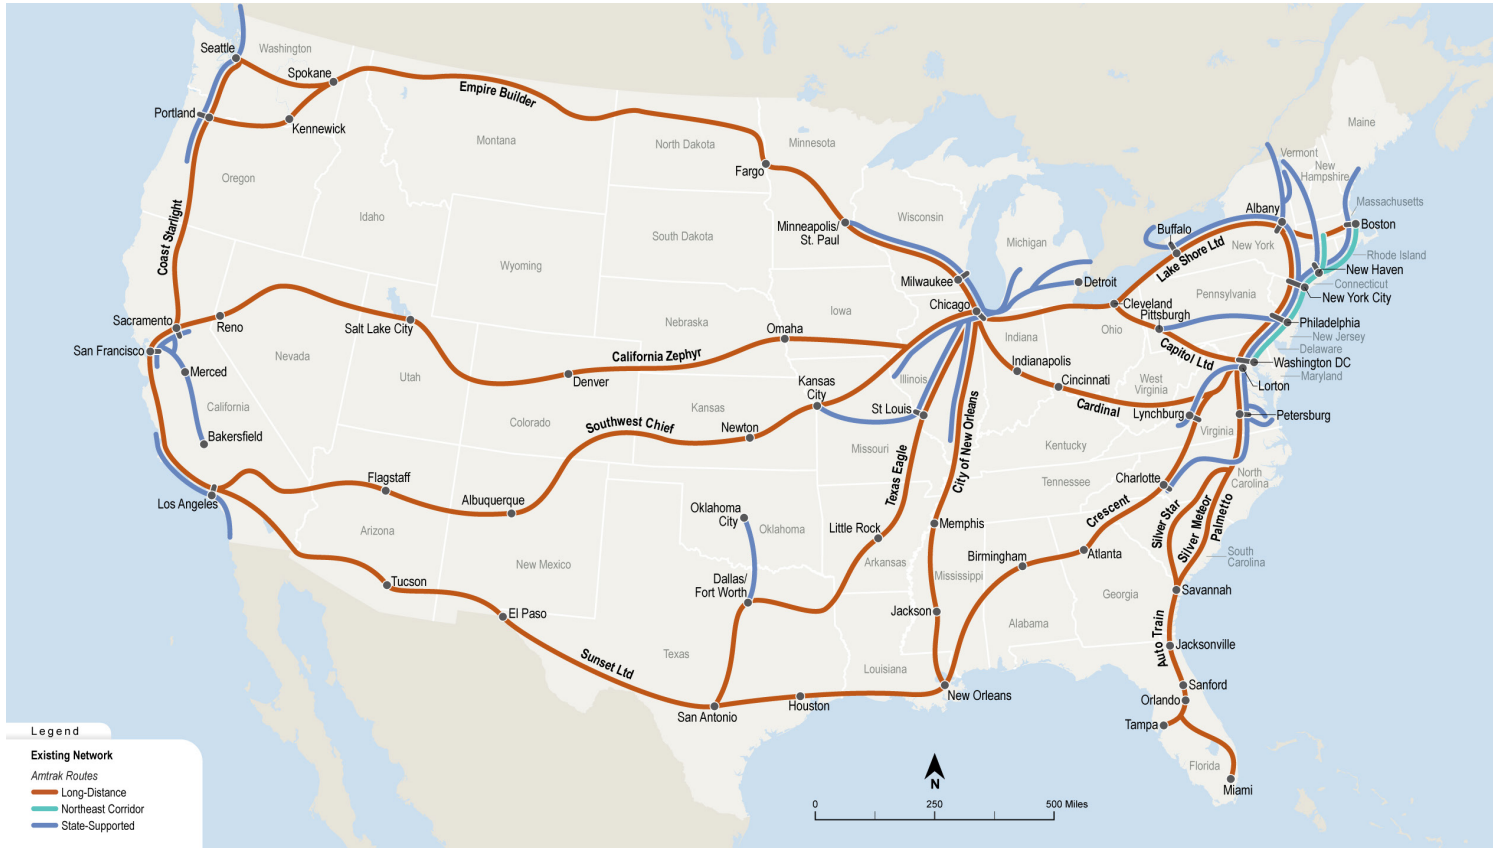 Seattle
Washington
Spokane
Empire Builder
Portland
Kennewick
Montana
North Dakota
Minnesota
Maine
Fargo
Oregon
Vermont
New
Hampshire
Idaho
Coast Starlight
Minneapolis/
St. Paul
Wisconsin
South Dakota
Michigan
Albany
Massachusetts
Boston
Buffalo
Lake Shore Ltd
New York
Rhode Island
New Haven
Connecticut
New York City
Wyoming
Milwaukee
Detroit
Pennsylvania
Chicago
Cleveland
Pittsburgh
Philadelphia
New Jersey
Delaware
Sacramento
Reno
Salt Lake City
Nebraska
Iowa
Omaha
Indiana
Ohio
Capitol Ltd
Washington DC
Maryland
Lorton
San Francisco
Nevada
California Zephyr
Indianapolis
Merced
Utah
Denver
Kansas
City
Illinois
Cincinnati
West
Virginia
Cardinal
Lynchburg
Petersburg
Virginia
California
Colorado
Kansas
Southwest Chief
Newton
St Louis
City of New Orleans
Bakersfield
Missouri
Kentucky
Texas Eagle
Tennessee
Charlotte
North
Carolina
Flagstaff
Albuquerque
Los Angeles
Oklahoma
City
Oklahoma
Little Rock
Memphis
Crescent
Silver Star
Silver Meteor
Palmetto
Arizona
New Mexico
Arkansas
Birmingham
Atlanta
South
Carolina
Mississippi
Tucson
Dallas/
Fort Worth
Savannah
Georgia
El Paso
Jackson
Alabama
Auto Train
Jacksonville
Texas
Sunset Ltd
Louisiana
New Orleans
Sanford
Orlando
San Antonio
Houston
Tampa
Florida
Miami
Legend
Existing Network
Amtrak Routes
Long-Distance
Northeast Corridor
State-Supported
N
0 250 500 Miles